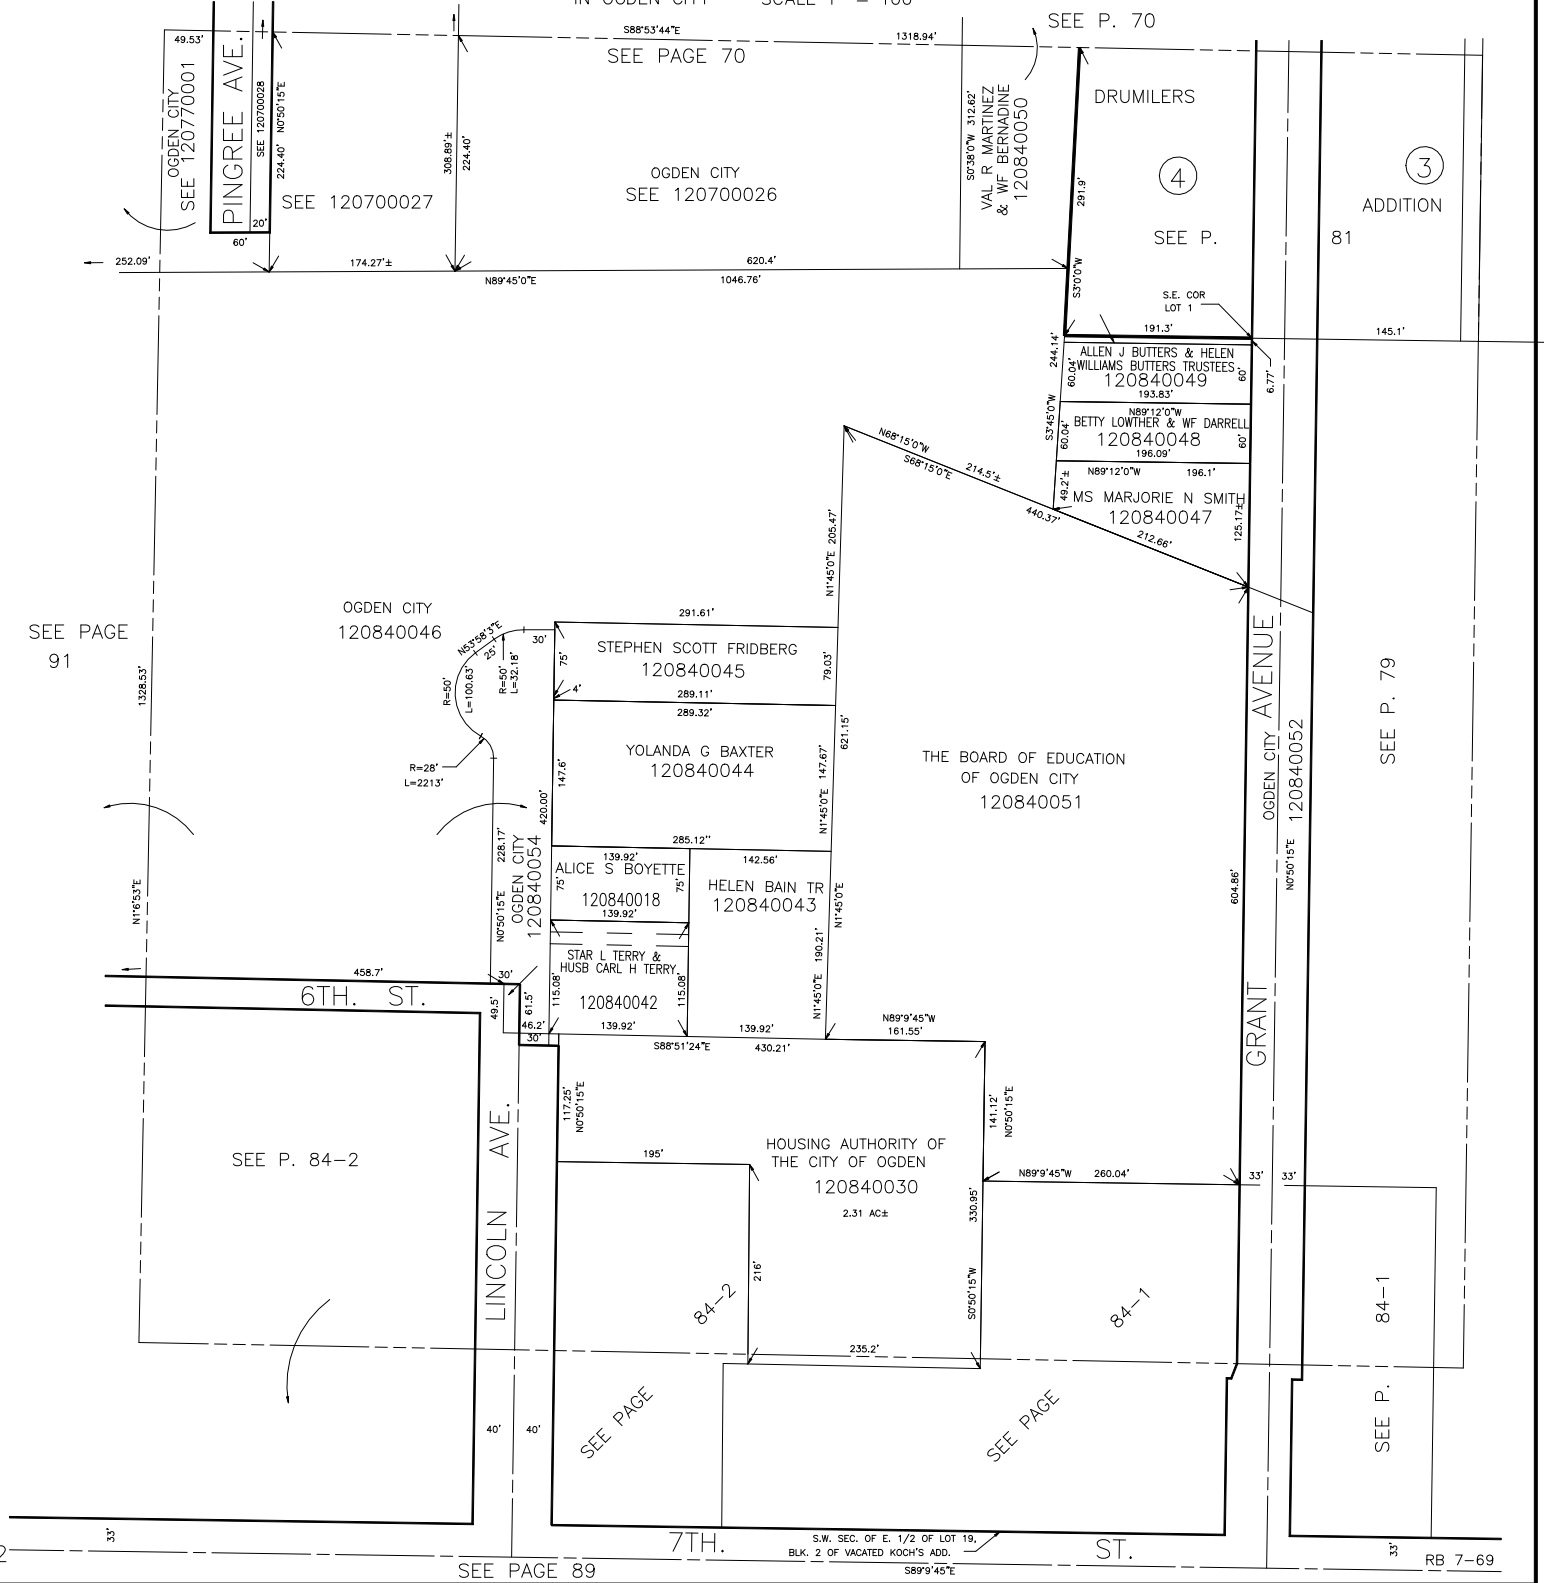 SEE P. 70
49.53'
S88°53'44"E
1318.94'
SEE PAGE 70
OGDEN CITY
SEE 120770001
PINGREE AVE.
SEE 120700028
224.40' N0°50'15"E
308.89'±
224.40'
S0°38'0"W 312.62'
VAL R MARTINEZ
& WF BERNADINE
120840050
DRUMILERS
4
3
ADDITION
291.9'
S3°0'0"W
OGDEN CITY
SEE 120700026
SEE 120700027
20'
60'
SEE P.
81
252.09'
174.27'±
620.4'
N89°45'0"E
1046.76'
S.E. COR
LOT 1
191.3'
145.1'
244.14'
S3°45'0"W
60.04'
ALLEN J BUTTERS & HELEN
WILLIAMS BUTTERS TRUSTEES
120840049
60'
6.77'
193.83'
N89°12'0"W
60.04'
BETTY LOWTHER & WF DARRELL
120840048
60'
196.09'
N89°12'0"W
196.1'
49.2'±
MS MARJORIE N SMITH
120840047
125.17±
N68°15'0"W
S68°15'0"E
214.5'±
440.37'
212.66'
N1°45'0"E 205.47'
OGDEN CITY
120840046
SEE PAGE
91
1328.53'
N1°6'53"E
N53°58'3"E
25'
30'
R=50'
L=32.18'
R=50'
L=100.63'
R=28'
L=2213'
291.61'
75'
STEPHEN SCOTT FRIDBERG
120840045
79.03'
4'
289.11'
289.32'
YOLANDA G BAXTER
120840044
147.6'
N1°45'0"E 147.67'
621.15'
285.12"
THE BOARD OF EDUCATION
OF OGDEN CITY
120840051
GRANT AVENUE
OGDEN CITY
120840052
N0°50'15"E
604.86'
SEE P. 79
420.00'
228.17'
N0°50'15"E
OGDEN CITY
120840054
139.92'
142.56'
75'
ALICE S BOYETTE
120840018
75'
139.92'
HELEN BAIN TR
120840043
N1°45'0"E
N1°45'0"E 190.21'
STAR L TERRY &
HUSB CARL H TERRY
120840042
115.08'
115.08'
458.7'
30'
6TH. ST.
49.5'
61.5'
46.2'
30'
139.92'
139.92'
N89°9'45"W
161.55'
S88°51'24"E
430.21'
117.25'
N0°50'15"E
141.12'
N0°50'15"E
SEE P. 84-2
LINCOLN AVE.
195'
HOUSING AUTHORITY OF
THE CITY OF OGDEN
120840030
2.31 AC±
N89°9'45"W 260.04'
33'
33'
330.95'
S0°50'15"W
216'
235.2'
84-2
SEE PAGE
84-1
SEE PAGE
SEE P. 84-1
40'
40'
33'
7TH. ST.
S.W. SEC. OF E. 1/2 OF LOT 19,
BLK. 2 OF VACATED KOCH'S ADD.
33'
SEE PAGE 89
S89°9'45"E
RB 7-69